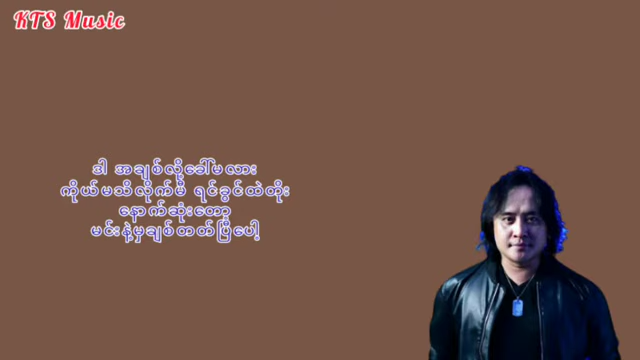 KTS Music
ဒါ အချစ်လို့ခေါ်မလား
ကိုယ်မသိလိုက်မီ ရင်ခွင်ထဲတိုး
နောက်ဆုံးတော့
မင်းနဲ့မှချစ်တတ်ပြီပေါ့